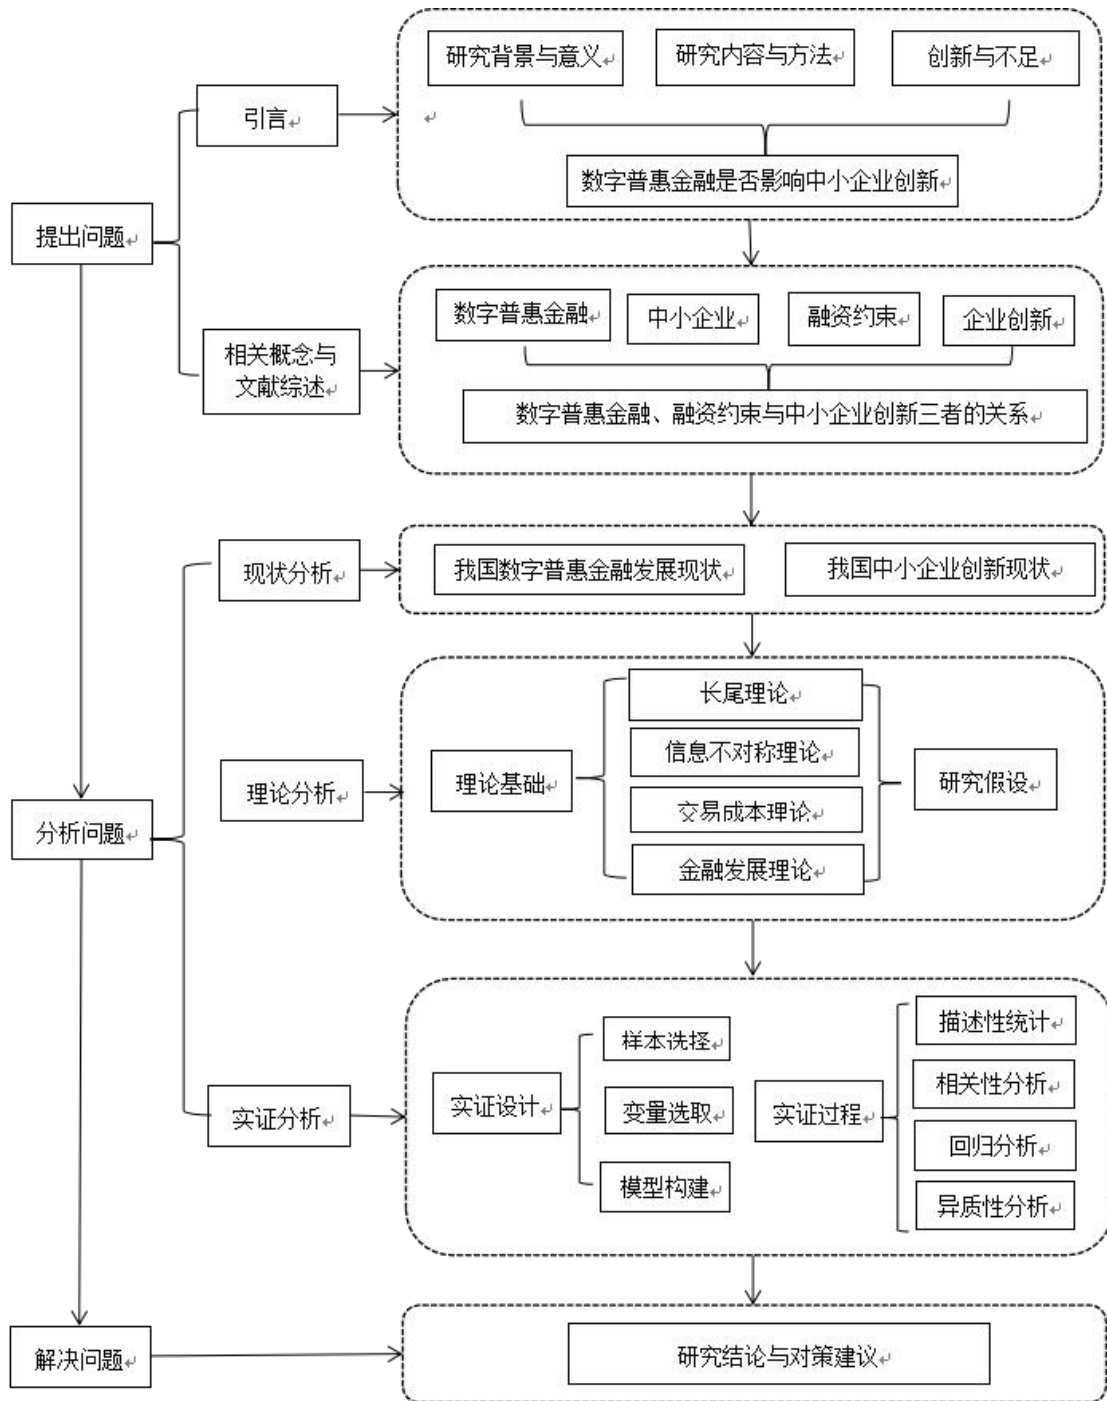 研究背景与意义
研究内容与方法
创新与不足
引言
数字普惠金融是否影响中小企业创新
提出问题
数字普惠金融
中小企业
融资约束
企业创新
相关概念与
文献综述
数字普惠金融、融资约束与中小企业创新三者的关系
现状分析
我国数字普惠金融发展现状
我国中小企业创新现状
长尾理论
信息不对称理论
理论分析
理论基础
研究假设
交易成本理论
分析问题
金融发展理论
样本选择
描述性统计
实证分析
实证设计
变量选取
实证过程
相关性分析
回归分析
模型构建
异质性分析
解决问题
研究结论与对策建议